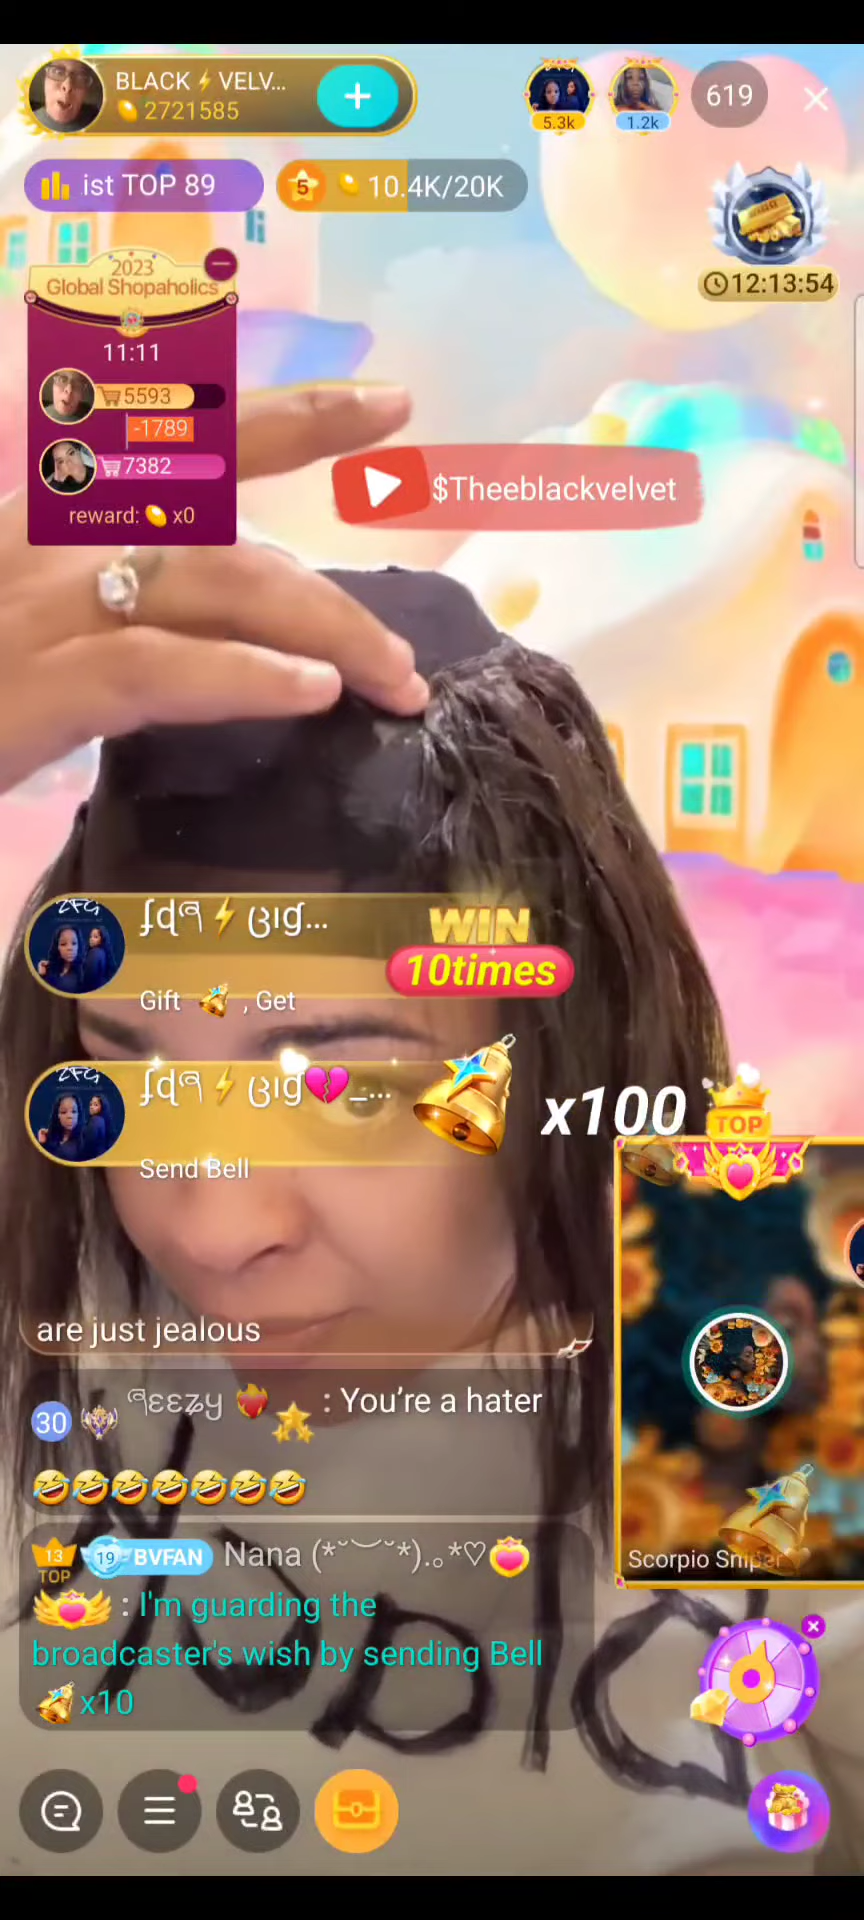 BLACK⚡VELV...
2721585
5.3k
1.2k
619
ist TOP 89
5
10.4K/20K
12:13:54
2023
Global Shopaholics
11:11
5593
-1789
7382
reward: x0
$Theeblackvelvet
ZFG
WIN
10times
Gift 🔔 , Get
ZFG
Send Bell
x100
TOP
are just jealous
30 : You're a hater
🤣🤣🤣🤣🤣🤣🤣
Scorpio Sniper
13 TOP 19 BVFAN Nana (*˘︶˘*).。*♡
: I'm guarding the
broadcaster's wish by sending Bell
x10